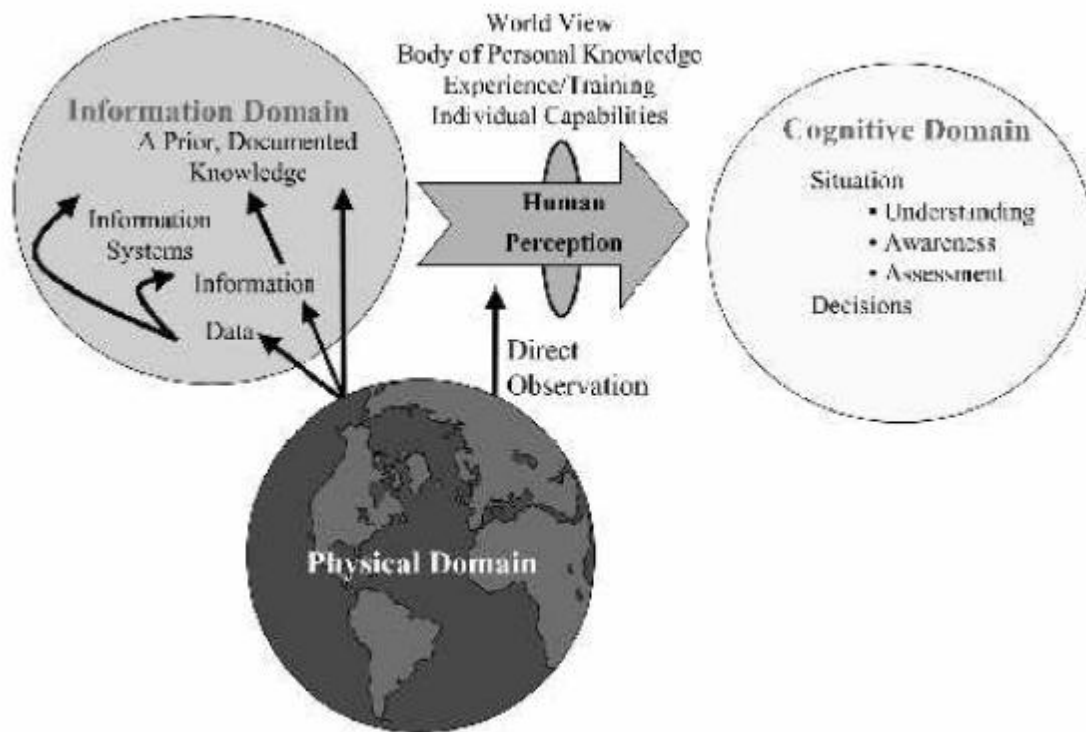 World View
Body of Personal Knowledge
Experience/Training
Individual Capabilities
Information Domain
A Prior, Documented
Knowledge
Information
Systems
Information
Data
Human
Perception
Direct
Observation
Cognitive Domain
Situation
• Understanding
• Awareness
• Assessment
Decisions
Physical Domain